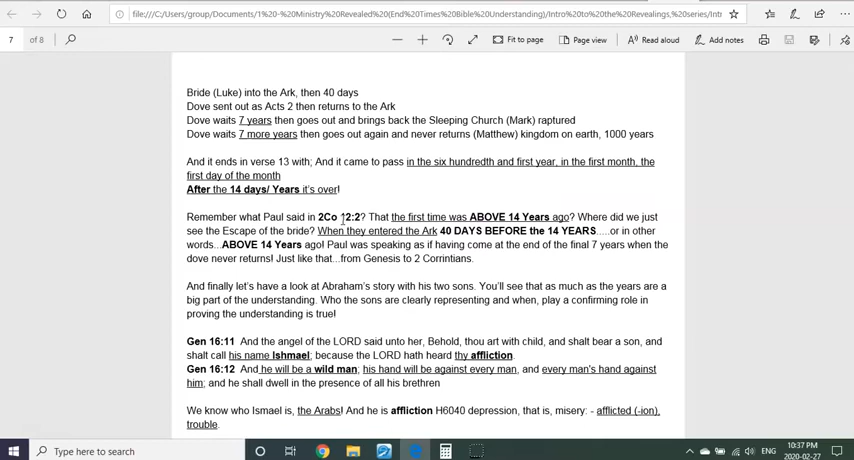 file:///C:/Users/group/Documents/1%20-%20Ministry%20Revealed%20(End%20Times%20Bible%20Understanding)/Intro%20to%20the%20Revealings,%20series/Intr
7 of 8 Fit to page Page view Read aloud Add notes
Bride (Luke) into the Ark, then 40 days
Dove sent out as Acts 2 then returns to the Ark
Dove waits 7 years then goes out and brings back the Sleeping Church (Mark) raptured
Dove waits 7 more years then goes out again and never returns (Matthew) kingdom on earth, 1000 years
And it ends in verse 13 with; And it came to pass in the six hundredth and first year, in the first month, the
first day of the month
After the 14 days/ Years it's over!
Remember what Paul said in 2Co 12:2? That the first time was ABOVE 14 Years ago? Where did we just
see the Escape of the bride? When they entered the Ark 40 DAYS BEFORE the 14 YEARS.....or in other
words...ABOVE 14 Years ago! Paul was speaking as if having come at the end of the final 7 years when the
dove never returns! Just like that...from Genesis to 2 Corintians.
And finally let's have a look at Abraham's story with his two sons. You'll see that as much as the years are a
big part of the understanding. Who the sons are clearly representing and when, play a confirming role in
proving the understanding is true!
Gen 16:11 And the angel of the LORD said unto her, Behold, thou art with child, and shalt bear a son, and
shalt call his name Ishmael; because the LORD hath heard thy affliction.
Gen 16:12 And he will be a wild man; his hand will be against every man, and every man's hand against
him; and he shall dwell in the presence of all his brethren
We know who Ismael is, the Arabs! And he is affliction H6040 depression, that is, misery: - afflicted (-ion),
trouble.
Type here to search
ENG
10:37 PM
2020-02-27